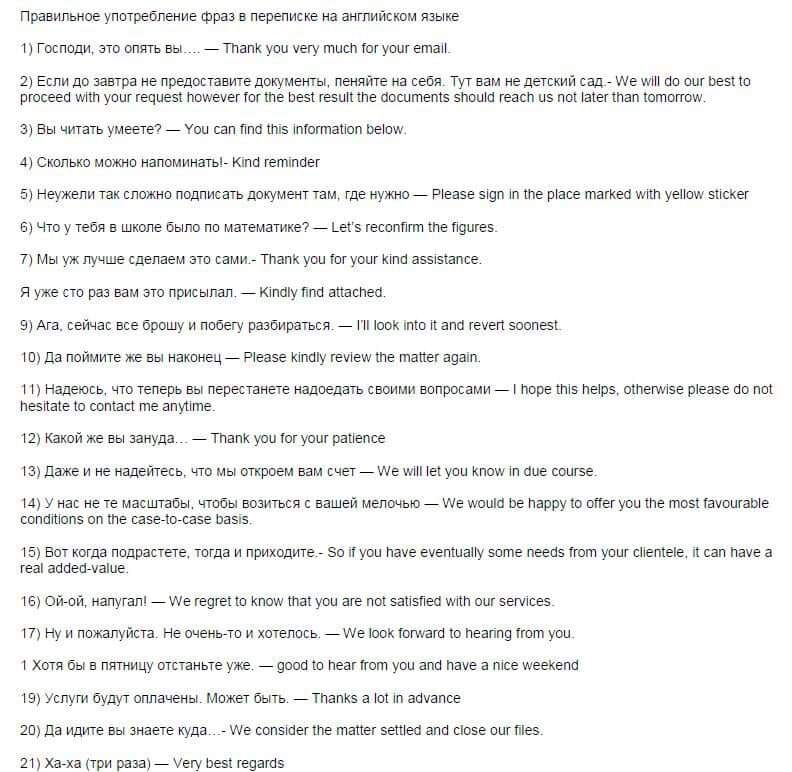 Правильное употребление фраз в переписке на английском языке
1) Господи, это опять вы.... — Thank you very much for your email.
2) Если до завтра не предоставите документы, пеняйте на себя. Тут вам не детский сад.- We will do our best to
proceed with your request however for the best result the documents should reach us not later than tomorrow.
3) Вы читать умеете? — You can find this information below.
4) Сколько можно напоминать!- Kind reminder
5) Неужели так сложно подписать документ там, где нужно — Please sign in the place marked with yellow sticker
6) Что у тебя в школе было по математике? — Let's reconfirm the figures.
7) Мы уж лучше сделаем это сами.- Thank you for your kind assistance.
Я уже сто раз вам это присылал. — Kindly find attached.
9) Ага, сейчас все брошу и побегу разбираться. — I'll look into it and revert soonest.
10) Да поймите же вы наконец — Please kindly review the matter again.
11) Надеюсь, что теперь вы перестанете надоедать своими вопросами — I hope this helps, otherwise please do not
hesitate to contact me anytime.
12) Какой же вы зануда... — Thank you for your patience
13) Даже и не надейтесь, что мы откроем вам счет — We will let you know in due course.
14) У нас не те масштабы, чтобы возиться с вашей мелочью — We would be happy to offer you the most favourable
conditions on the case-to-case basis.
15) Вот когда подрастете, тогда и приходите.- So if you have eventually some needs from your clientele, it can have a
real added-value.
16) Ой-ой, напугал! — We regret to know that you are not satisfied with our services.
17) Ну и пожалуйста. Не очень-то и хотелось. — We look forward to hearing from you.
1 Хотя бы в пятницу отстаньте уже. — good to hear from you and have a nice weekend
19) Услуги будут оплачены. Может быть. — Thanks a lot in advance
20) Да идите вы знаете куда...- We consider the matter settled and close our files.
21) Ха-ха (три раза) — Very best regards